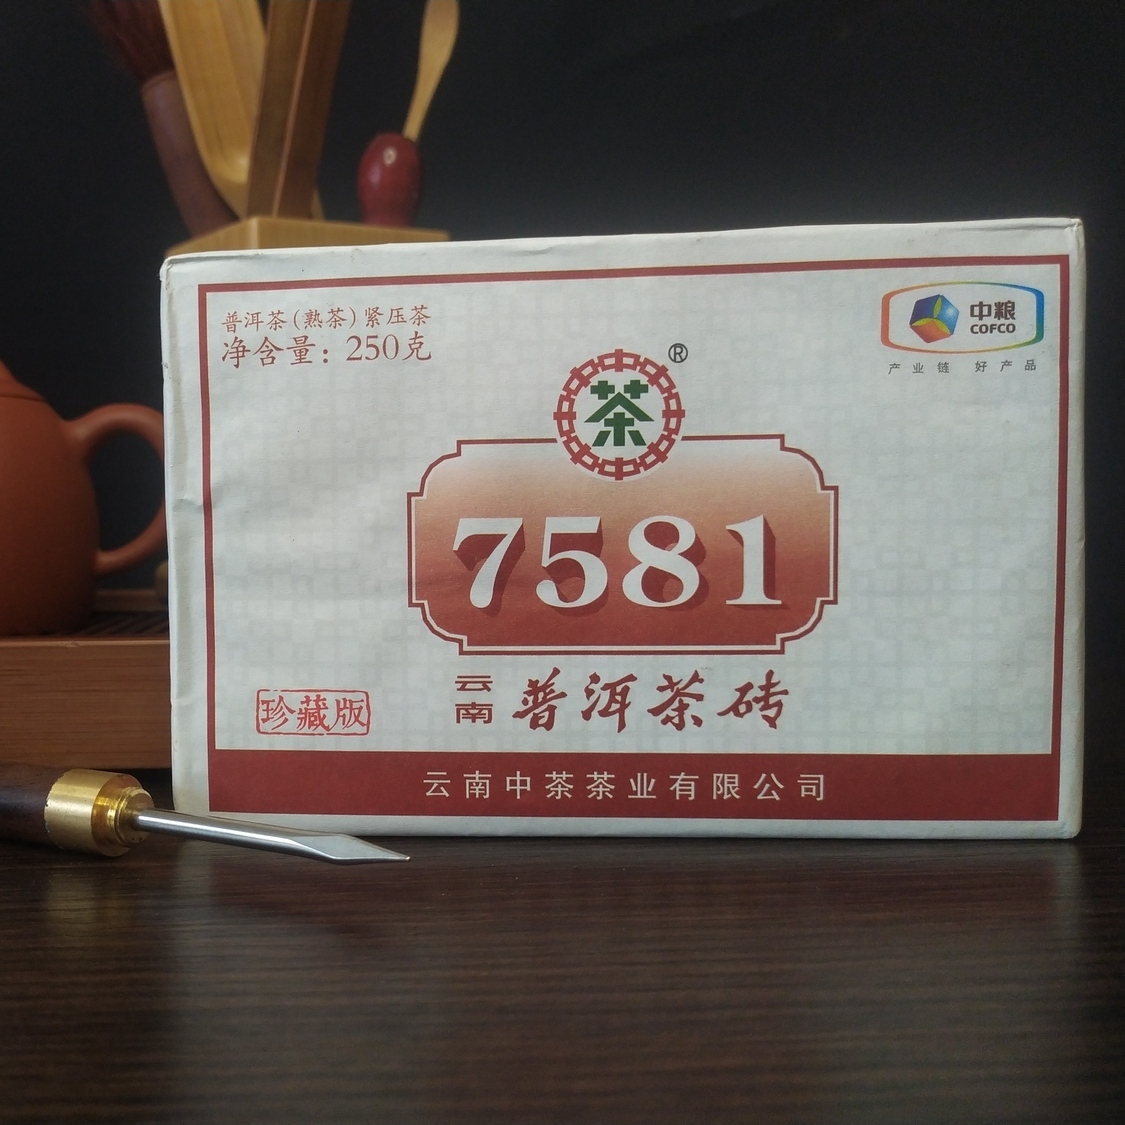 普洱茶(熟茶)紧压茶
净含量：250克
中粮
COFCO
产业链 好产品
®
茶
7581
云南
普洱茶砖
珍藏版
云南中茶茶业有限公司